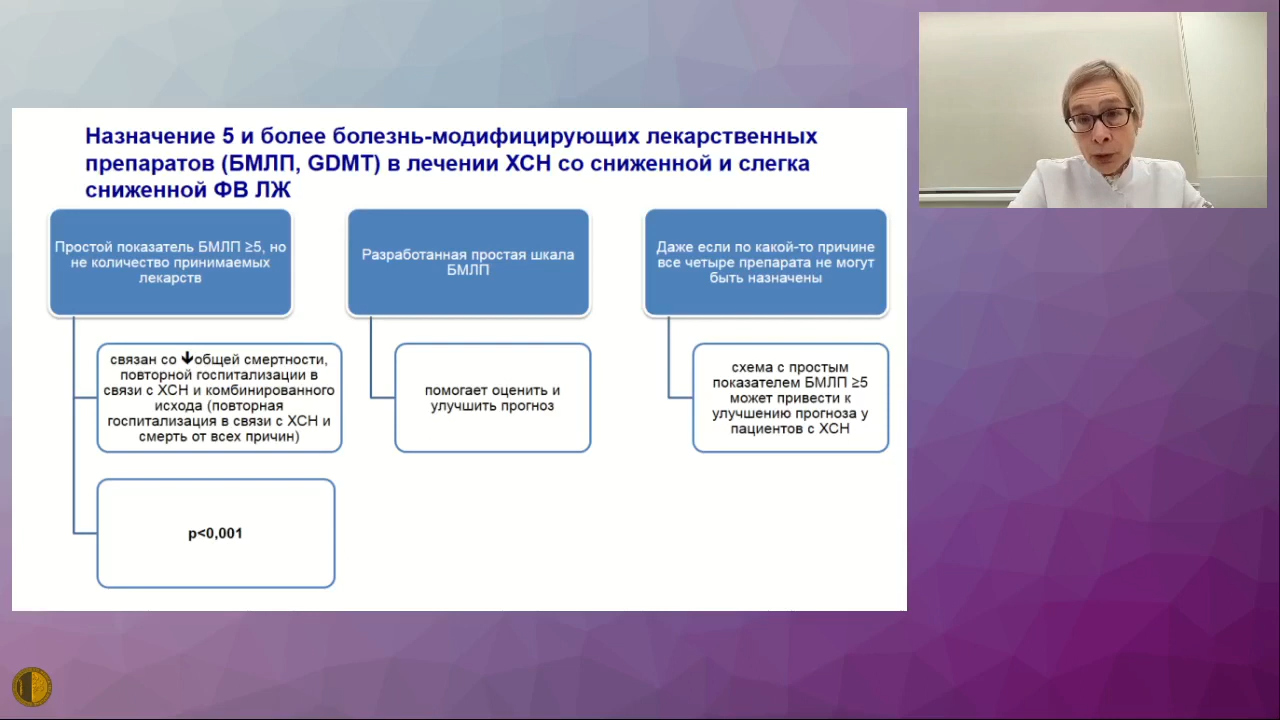 Назначение 5 и более болезнь-модифицирующих лекарственных
препаратов (БМЛП, GDMT) в лечении ХСН со сниженной и слегка
сниженной ФВ ЛЖ
Простой показатель БМЛП ≥5, но
не количество принимаемых
лекарств
связан со 🡻общей смертности,
повторной госпитализации в
связи с ХСН и комбинированного
исхода (повторная
госпитализация в связи с ХСН и
смерть от всех причин)
p<0,001
Разработанная простая шкала
БМЛП
помогает оценить и
улучшить прогноз
Даже если по какой-то причине
все четыре препарата не могут
быть назначены
схема с простым
показателем БМЛП ≥5
может привести к
улучшению прогноза у
пациентов с ХСН